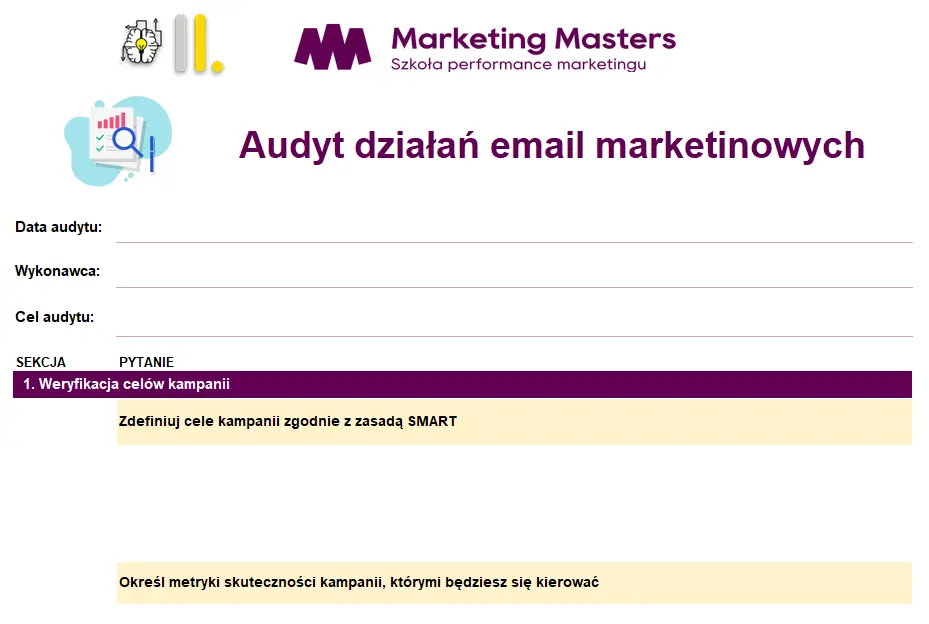 Marketing Masters
Szkoła performance marketingu
Audyt działań email marketinowych
Data audytu:
Wykonawca:
Cel audytu:
SEKCJA PYTANIE
1. Weryfikacja celów kampanii
Zdefiniuj cele kampanii zgodnie z zasadą SMART
Określ metryki skuteczności kampanii, którymi będziesz się kierować